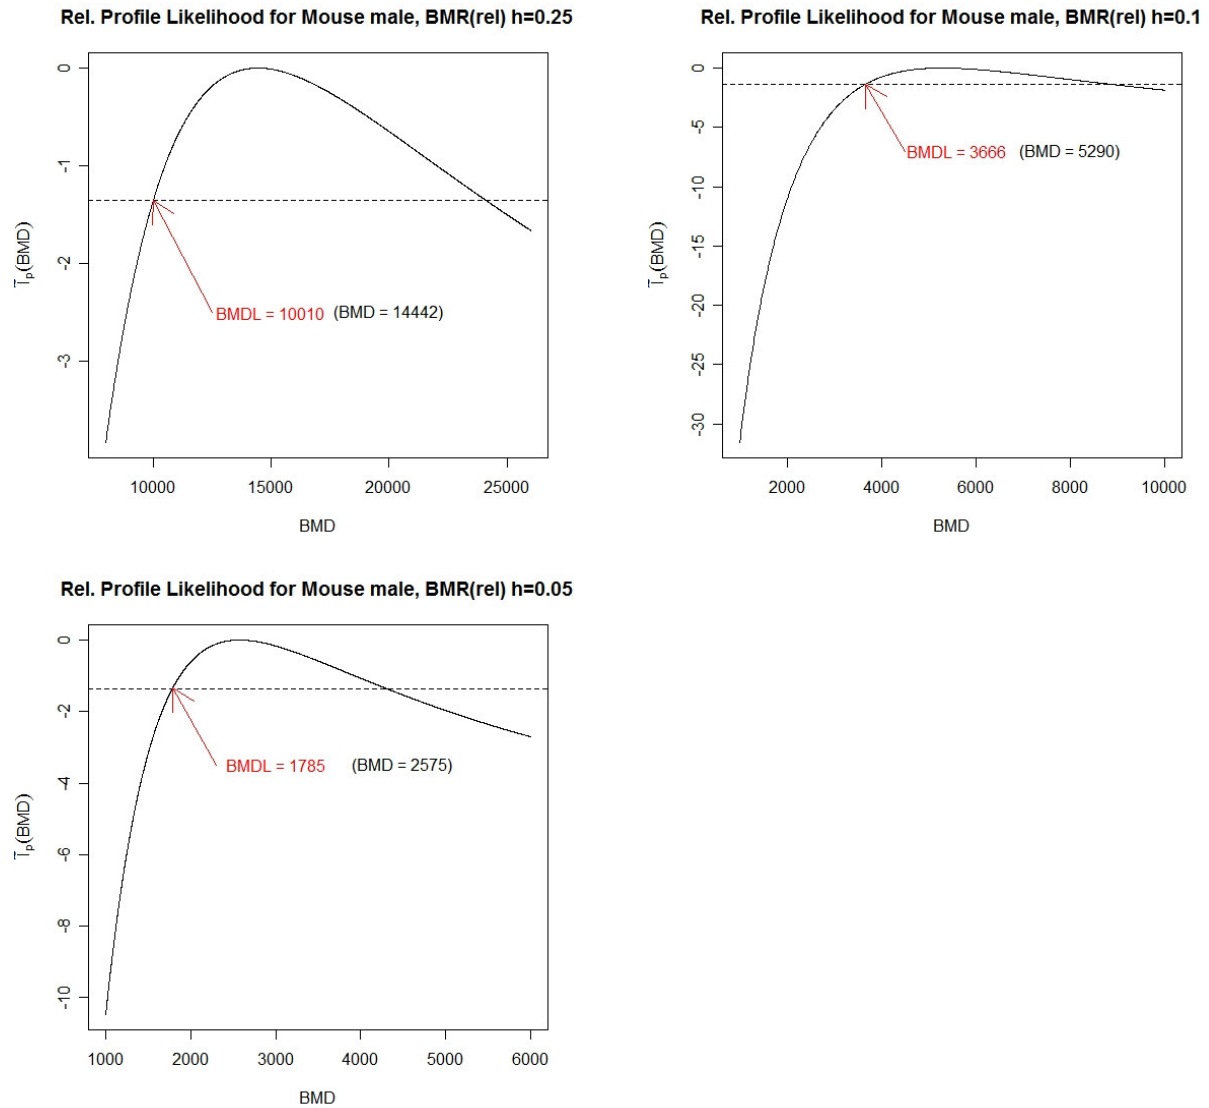 Rel. Profile Likelihood for Mouse male, BMR(rel) h=0.25
0
-1
-2
-3
l̄ₚ(BMD)
BMDL = 10010 (BMD = 14442)
10000 15000 20000 25000
BMD
Rel. Profile Likelihood for Mouse male, BMR(rel) h=0.1
0
-5
-10
-15
-20
-25
-30
l̄ₚ(BMD)
BMDL = 3666 (BMD = 5290)
2000 4000 6000 8000 10000
BMD
Rel. Profile Likelihood for Mouse male, BMR(rel) h=0.05
0
-2
-4
-6
-8
-10
l̄ₚ(BMD)
BMDL = 1785 (BMD = 2575)
1000 2000 3000 4000 5000 6000
BMD